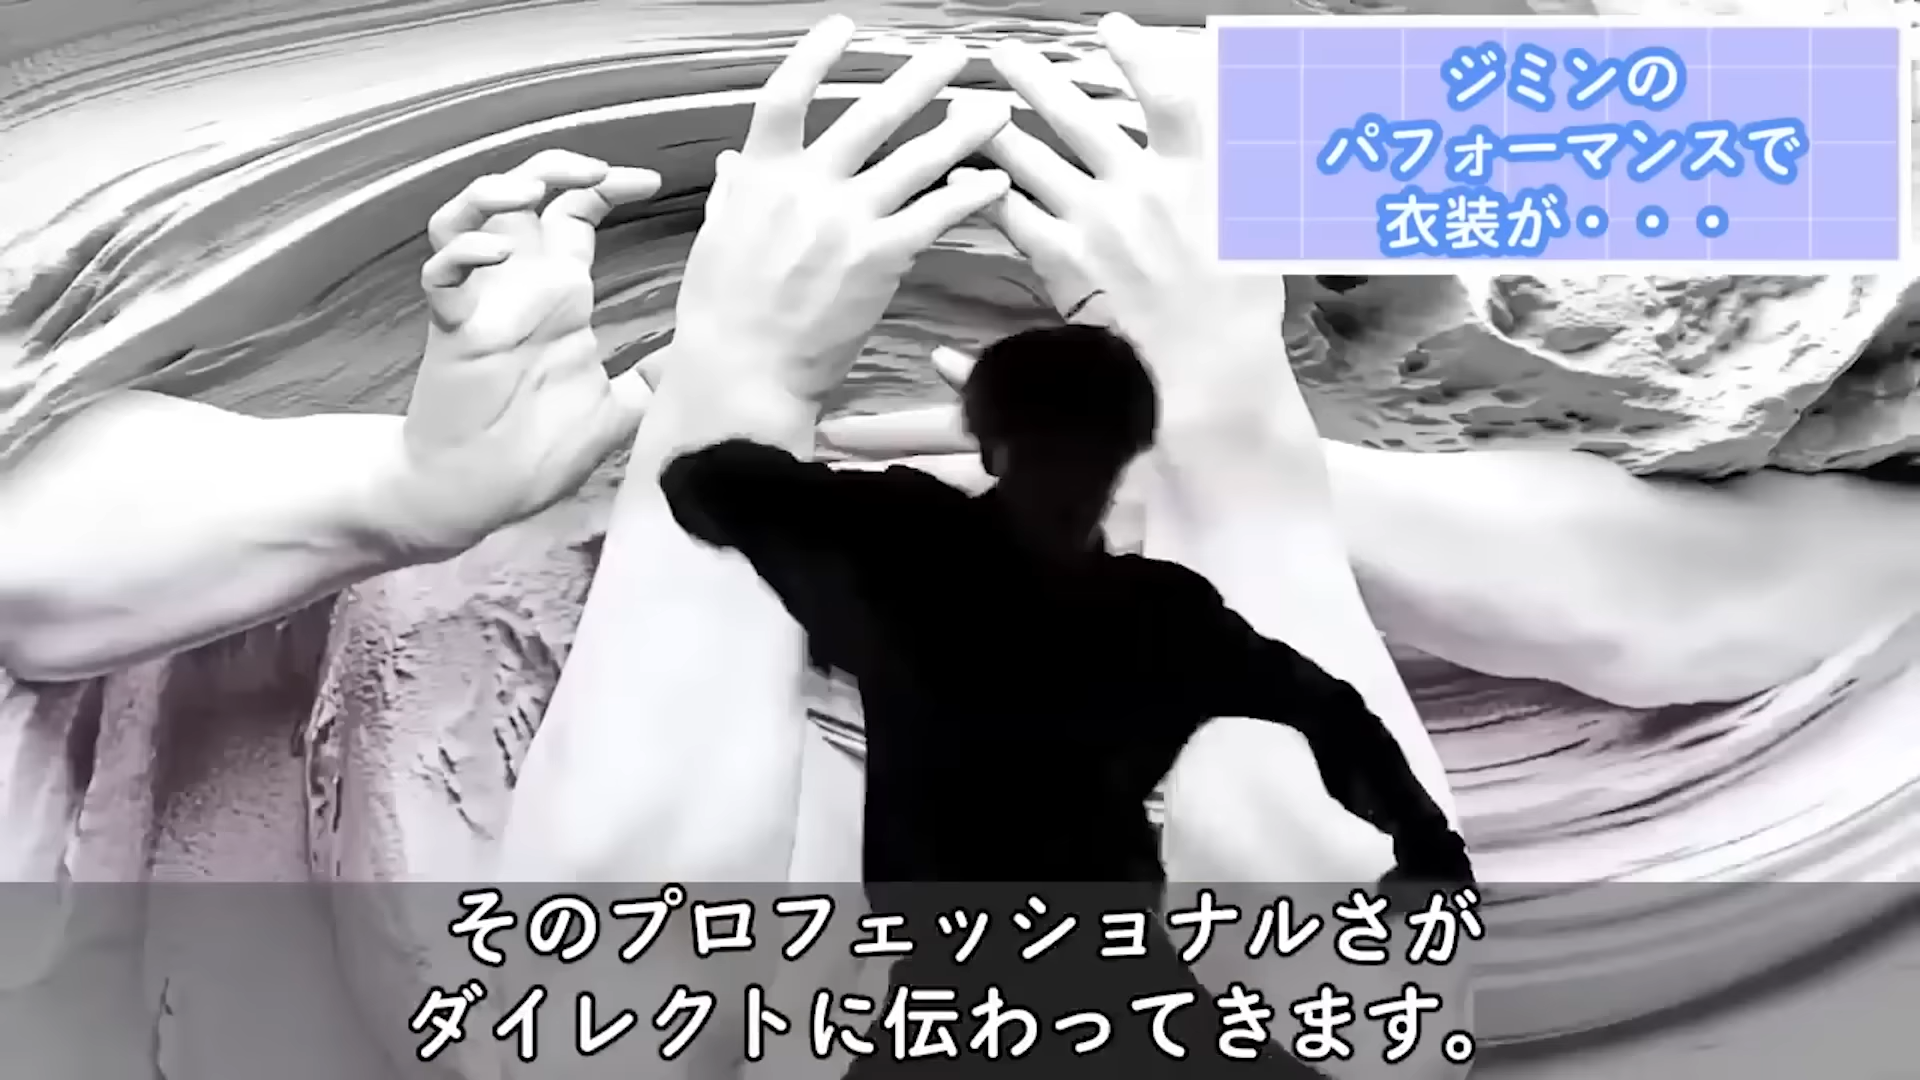 ジミンの
パフォーマンスで
衣装が・・・
そのプロフェッショナルさが
ダイレクトに伝わってきます。